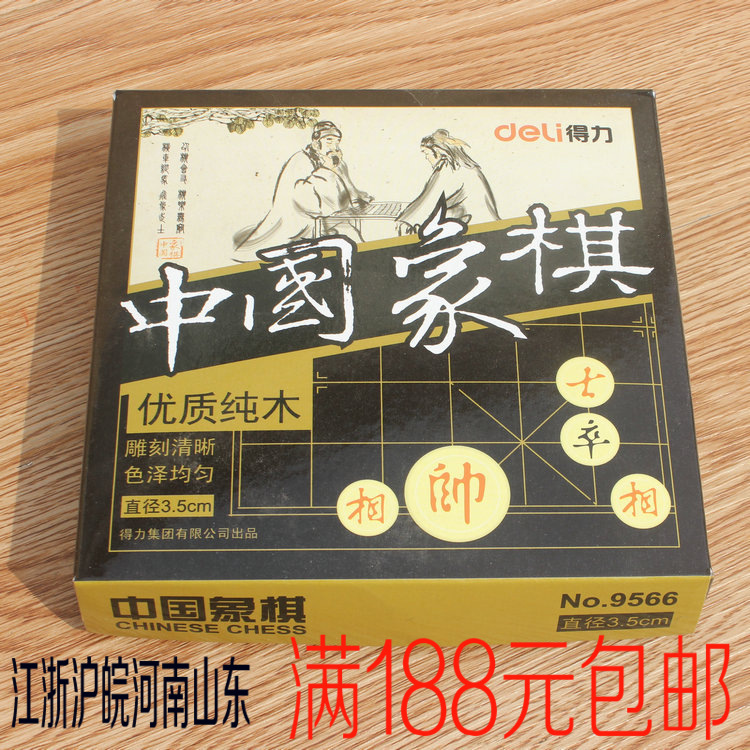 deli得力
中國象棋
优质纯木
雕刻清晰
色泽均匀
直径3.5cm
得力集团有限公司出品
士
卒
相 帥 相
中国象棋
CHINESE CHESS
No.9566
直径3.5cm
江浙沪皖河南山东 满188元包邮